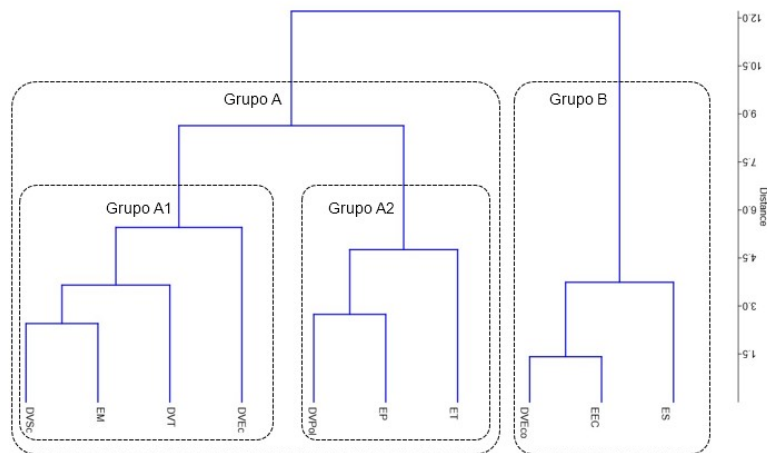 12.0
10.5
Grupo A
Grupo B
9.0
7.5
Distance
Grupo A1
Grupo A2
6.0
4.5
3.0
1.5
DVSc
EM
DVT
DVEc
DVPol
EP
ET
DVEco
EEC
ES